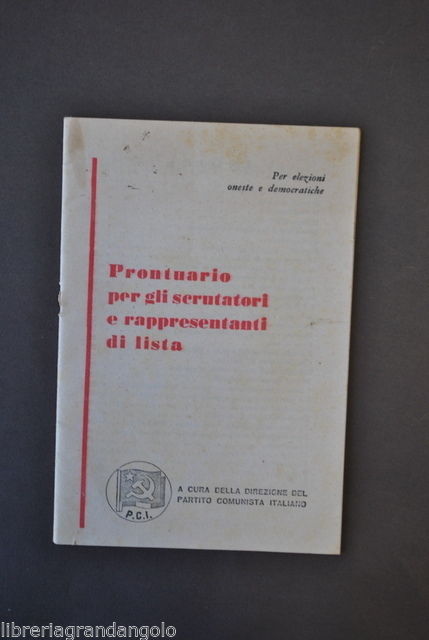 Per elezioni
oneste e democratiche
Prontuario
per gli scrutatori
e rappresentanti
di lista
P.C.I.
A CURA DELLA DIREZIONE DEL
PARTITO COMUNISTA ITALIANO
libreriagrandangolo